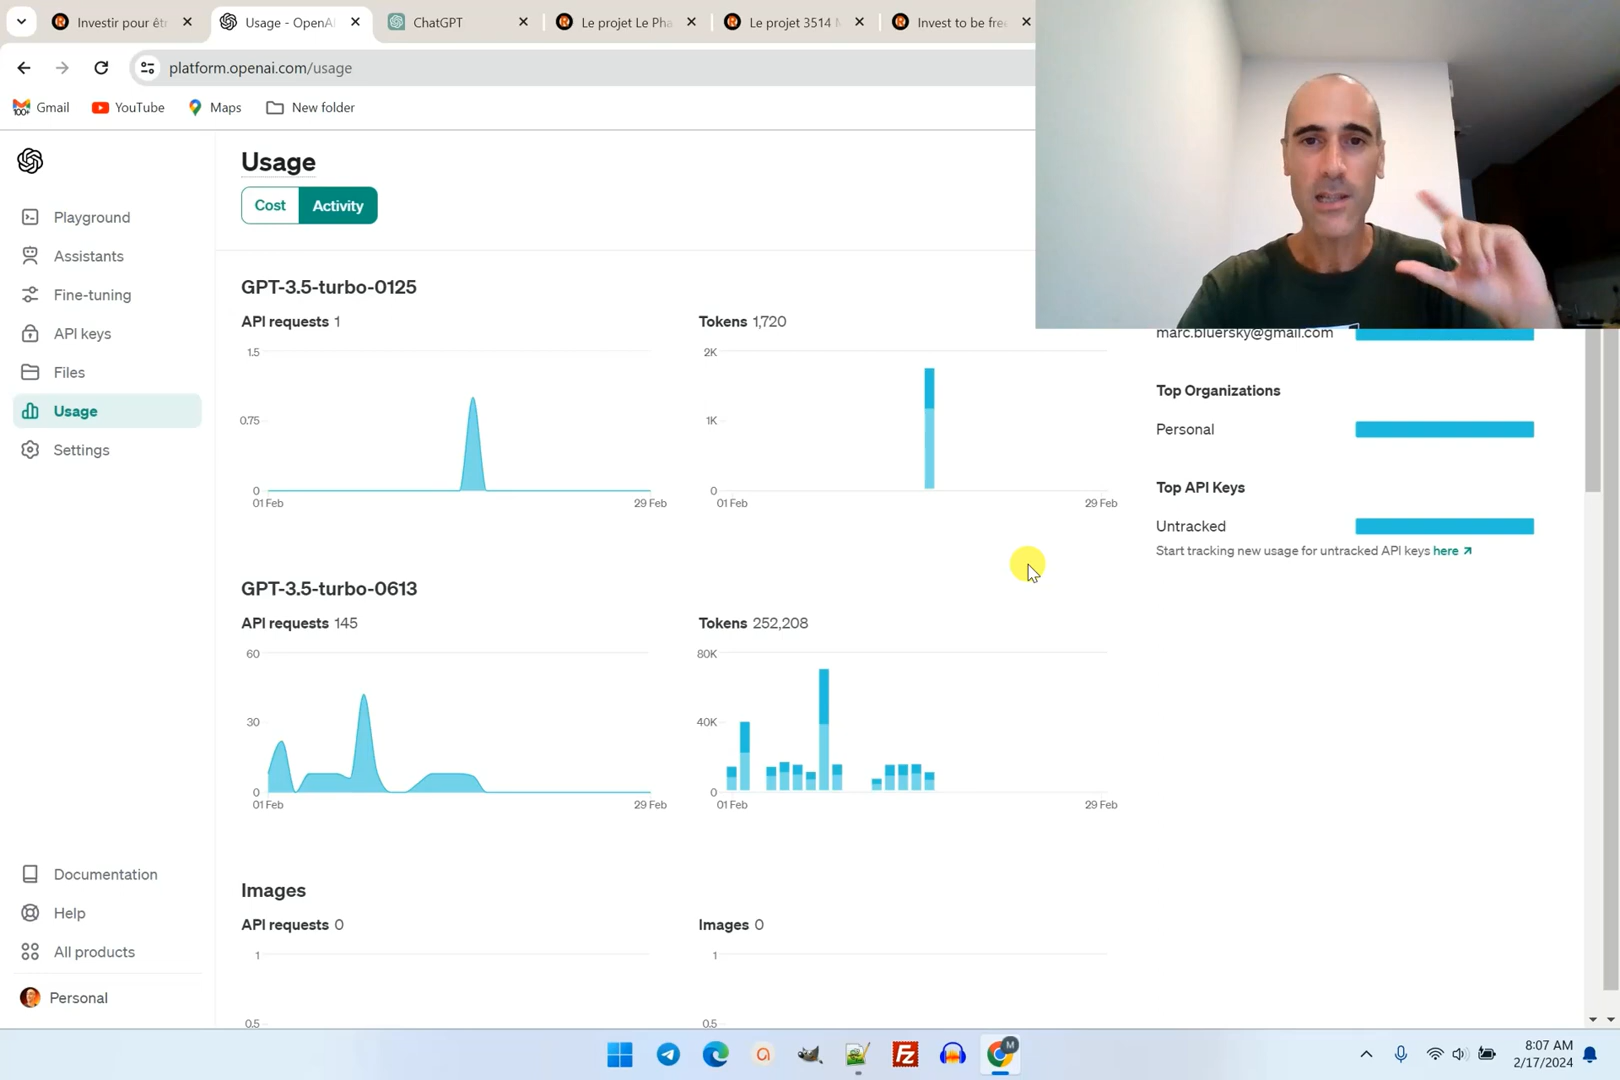 Investir pour êt
Usage - OpenAI
ChatGPT
Le projet Le Pha
Le projet 3514 M
Invest to be free
platform.openai.com/usage
Gmail
YouTube
Maps
New folder
Usage
Cost
Activity
Playground
Assistants
Fine-tuning
API keys
Files
Usage
Settings
Documentation
Help
All products
Personal
GPT-3.5-turbo-0125
API requests 1
1.5
0.75
0
01 Feb
29 Feb
Tokens 1,720
2K
1K
0
01 Feb
29 Feb
GPT-3.5-turbo-0613
API requests 145
60
30
0
01 Feb
29 Feb
Tokens 252,208
80K
40K
0
01 Feb
29 Feb
Images
API requests 0
1
0.5
Images 0
1
0.5
marc.bluersky@gmail.com
Top Organizations
Personal
Top API Keys
Untracked
Start tracking new usage for untracked API keys here
8:07 AM
2/17/2024